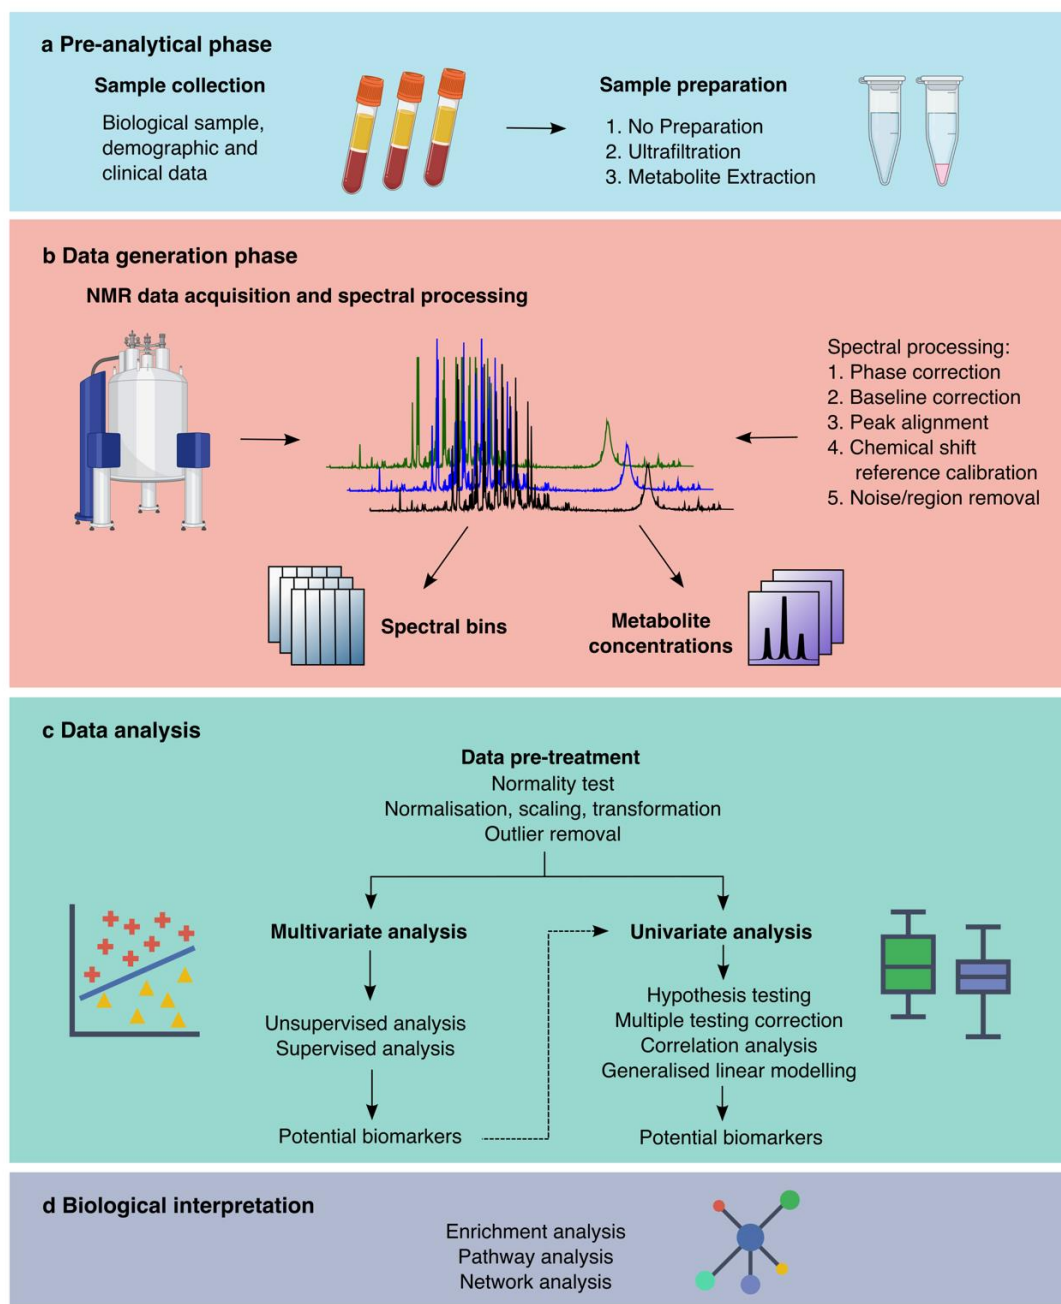 a Pre-analytical phase
Sample collection
Biological sample,
demographic and
clinical data
Sample preparation
1. No Preparation
2. Ultrafiltration
3. Metabolite Extraction
b Data generation phase
NMR data acquisition and spectral processing
Spectral processing:
1. Phase correction
2. Baseline correction
3. Peak alignment
4. Chemical shift
reference calibration
5. Noise/region removal
Spectral bins
Metabolite
concentrations
c Data analysis
Data pre-treatment
Normality test
Normalisation, scaling, transformation
Outlier removal
Multivariate analysis
Unsupervised analysis
Supervised analysis
Potential biomarkers
Univariate analysis
Hypothesis testing
Multiple testing correction
Correlation analysis
Generalised linear modelling
Potential biomarkers
d Biological interpretation
Enrichment analysis
Pathway analysis
Network analysis